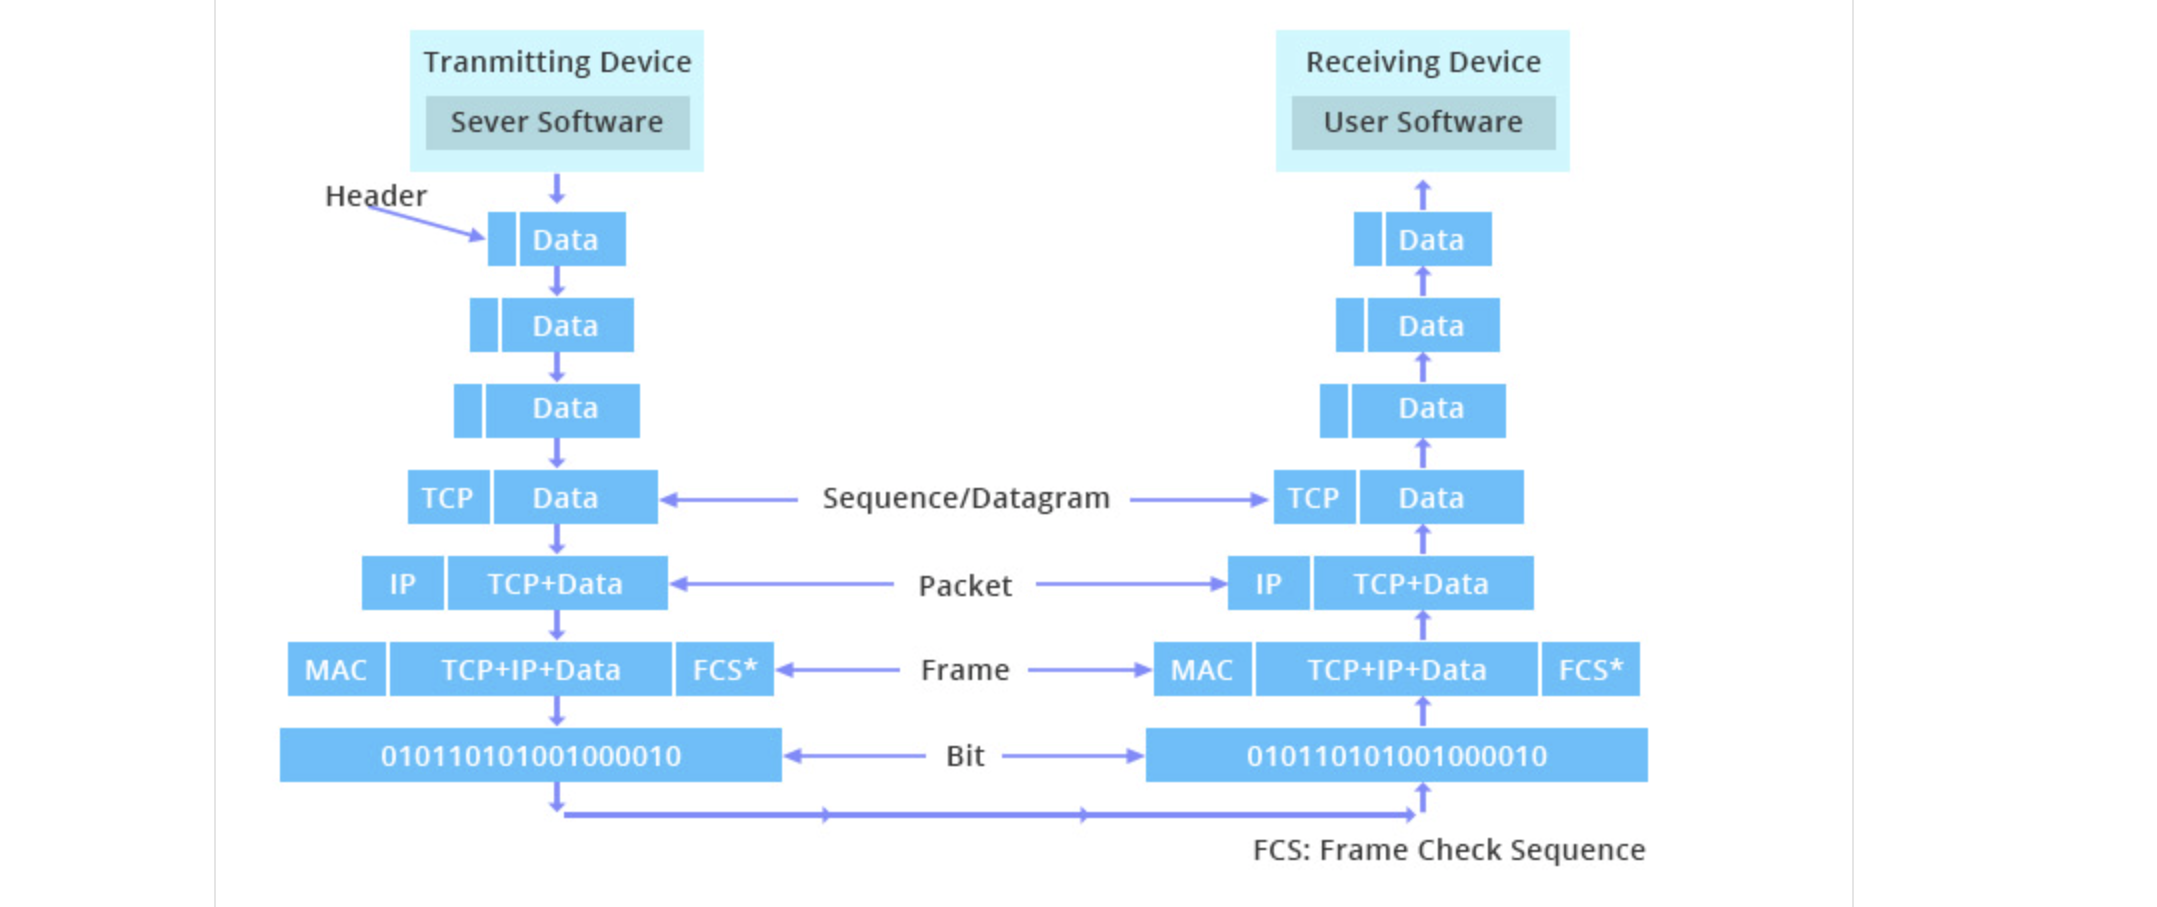 Tranmitting Device
Sever Software
Receiving Device
User Software
Header
Data
Data
Data
Data
Data
Data
TCP
Data
Sequence/Datagram
TCP
Data
IP
TCP+Data
Packet
IP
TCP+Data
MAC
TCP+IP+Data
FCS*
Frame
MAC
TCP+IP+Data
FCS*
010110101001000010
Bit
010110101001000010
FCS: Frame Check Sequence